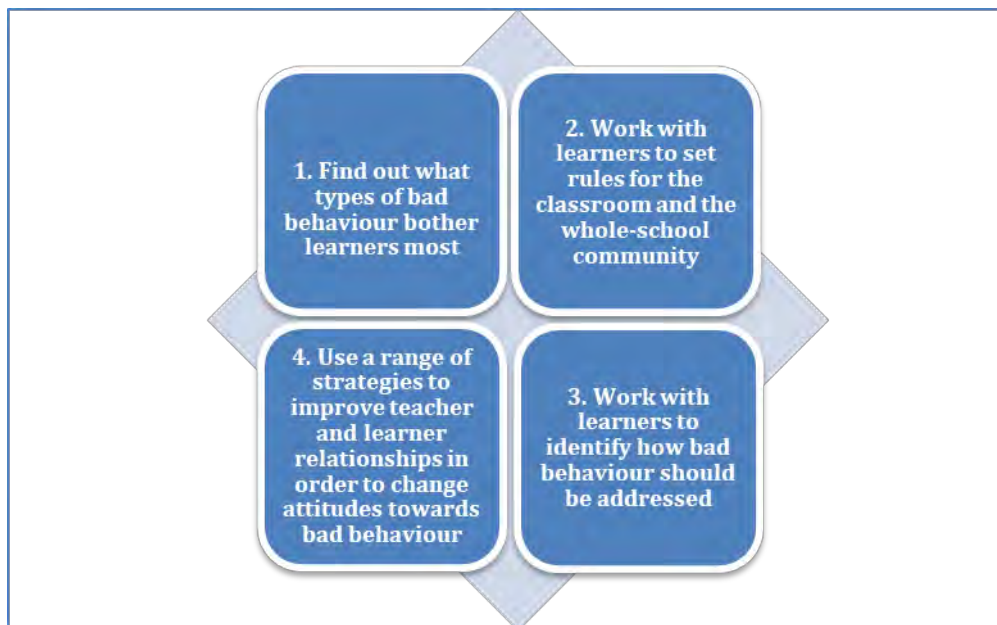 1. Find out what
types of bad
behaviour bother
learners most
2. Work with
learners to set
rules for the
classroom and the
whole-school
community
3. Work with
learners to
identify how bad
behaviour should
be addressed
4. Use a range of
strategies to
improve teacher
and learner
relationships in
order to change
attitudes towards
bad behaviour